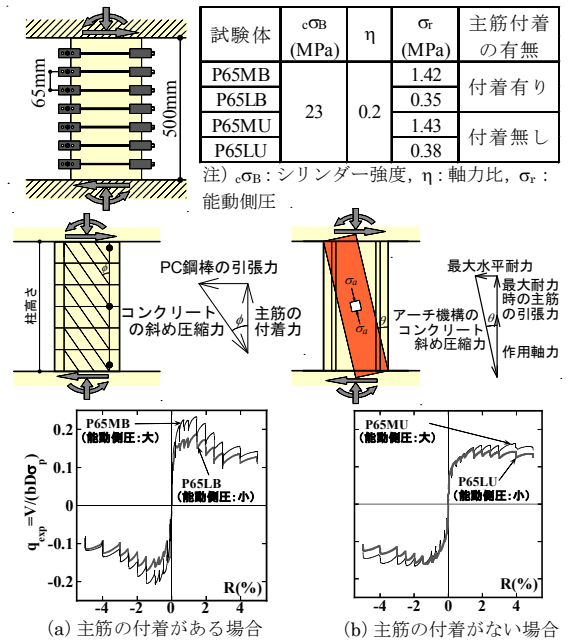 65mm
500mm
試験体
cσB
(MPa)
η
σr
(MPa)
主筋付着
の有無
P65MB
23
0.2
1.42
付着有り
P65LB
0.35
P65MU
1.43
付着無し
P65LU
0.38
注) cσB：シリンダー強度，η：軸力比，σr：
能動側圧
柱高さ
φ
PC鋼棒の引張力
コンクリート
の斜め圧縮力
φ
主筋の
付着力
σa
σa
θ
アーチ機構の
コンクリート
斜め圧縮力
最大水平耐力
最大耐力
時の主筋
の引張力
θ
作用軸力
qexp=V/(bDσp)
0.2
0.1
0
-0.1
-0.2
P65MB
(能動側圧：大)
P65LB
(能動側圧：小)
R(%)
-4 -2 0 2 4
(a) 主筋の付着がある場合
P65MU
(能動側圧：大)
P65LU
(能動側圧：小)
R(%)
-4 -2 0 2 4
(b) 主筋の付着がない場合